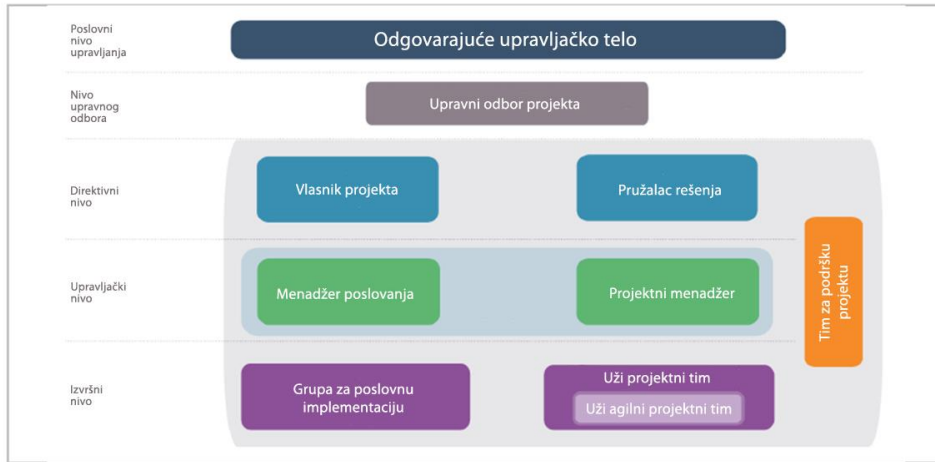 Poslovni
nivo
upravljanja
Odgovarajuće upravljačko telo
Nivo
upravnog
odbora
Upravni odbor projekta
Direktivni
nivo
Vlasnik projekta
Pružalac rešenja
Upravljački
nivo
Menadžer poslovanja
Projektni menadžer
Tim za podršku
projektu
Izvršni
nivo
Grupa za poslovnu
implementaciju
Uži projektni tim
Uži agilni projektni tim